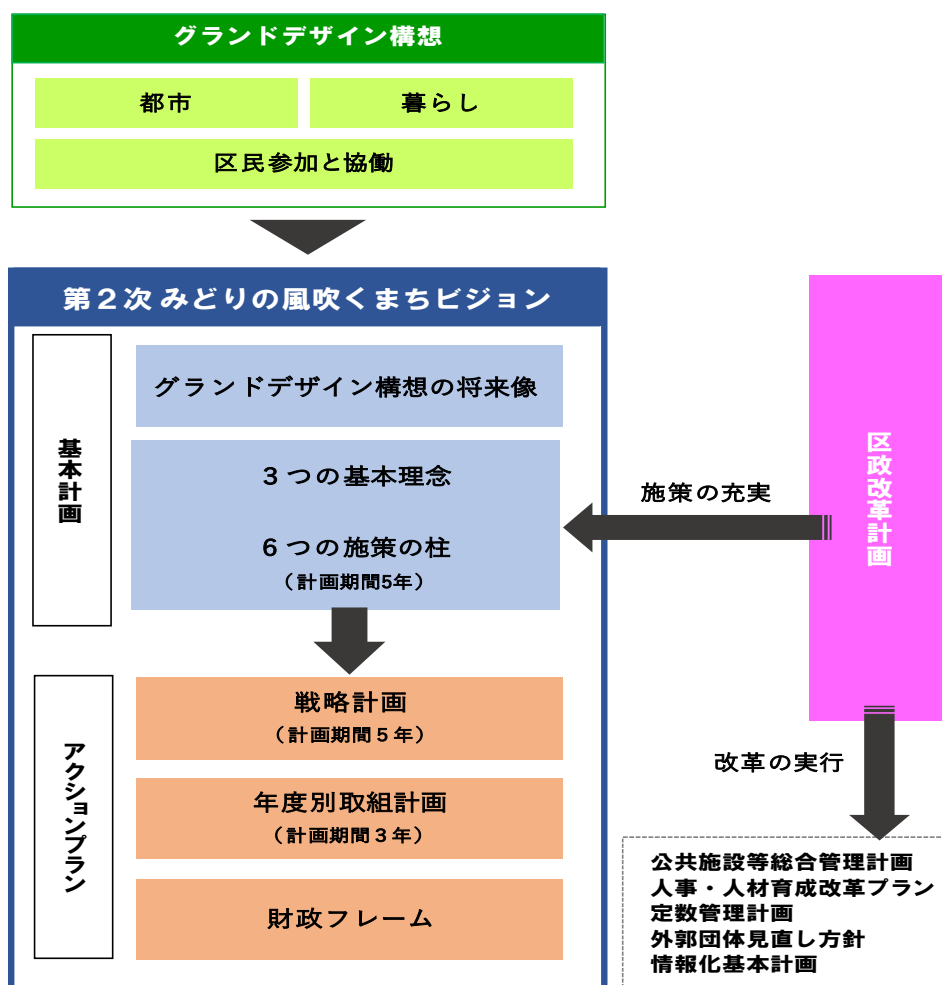 グランドデザイン構想
都市
暮らし
区民参加と協働
第２次 みどりの風吹くまちビジョン
基本計画
グランドデザイン構想の将来像
３つの基本理念
６つの施策の柱
（計画期間5年）
アクションプラン
戦略計画
（計画期間５年）
年度別取組計画
（計画期間３年）
財政フレーム
施策の充実
区政改革計画
改革の実行
公共施設等総合管理計画
人事・人材育成改革プラン
定数管理計画
外郭団体見直し方針
情報化基本計画